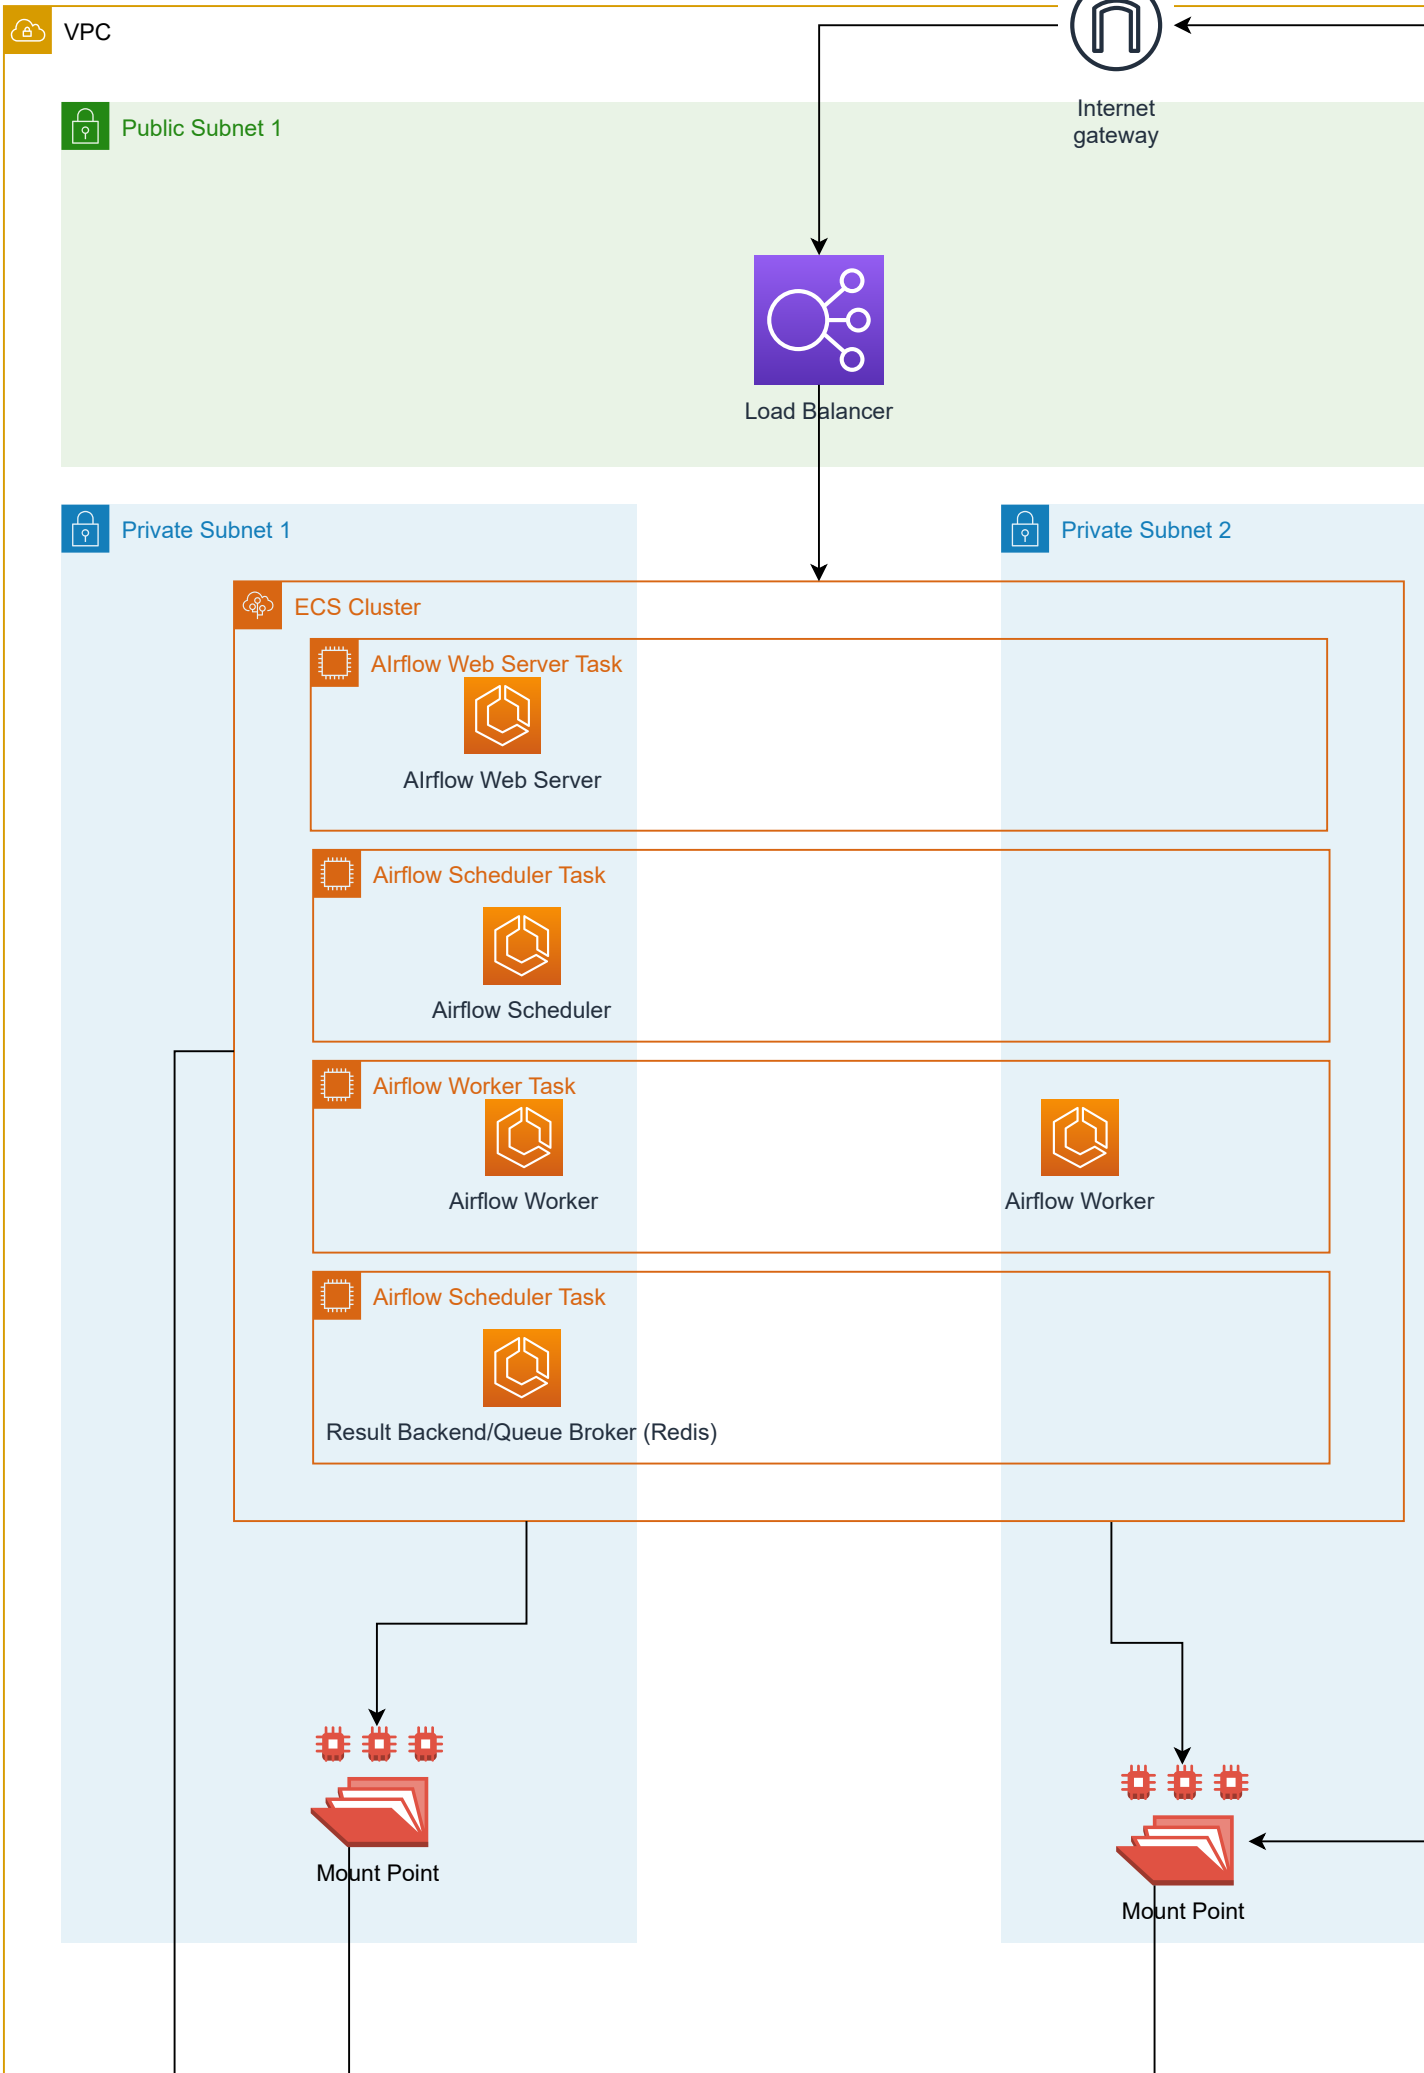 VPC
Internet
gateway
Public Subnet 1
Load Balancer
Private Subnet 1
Private Subnet 2
ECS Cluster
AIrflow Web Server Task
AIrflow Web Server
Airflow Scheduler Task
Airflow Scheduler
Airflow Worker Task
Airflow Worker
Airflow Worker
Airflow Scheduler Task
Result Backend/Queue Broker (Redis)
Mount Point
Mount Point